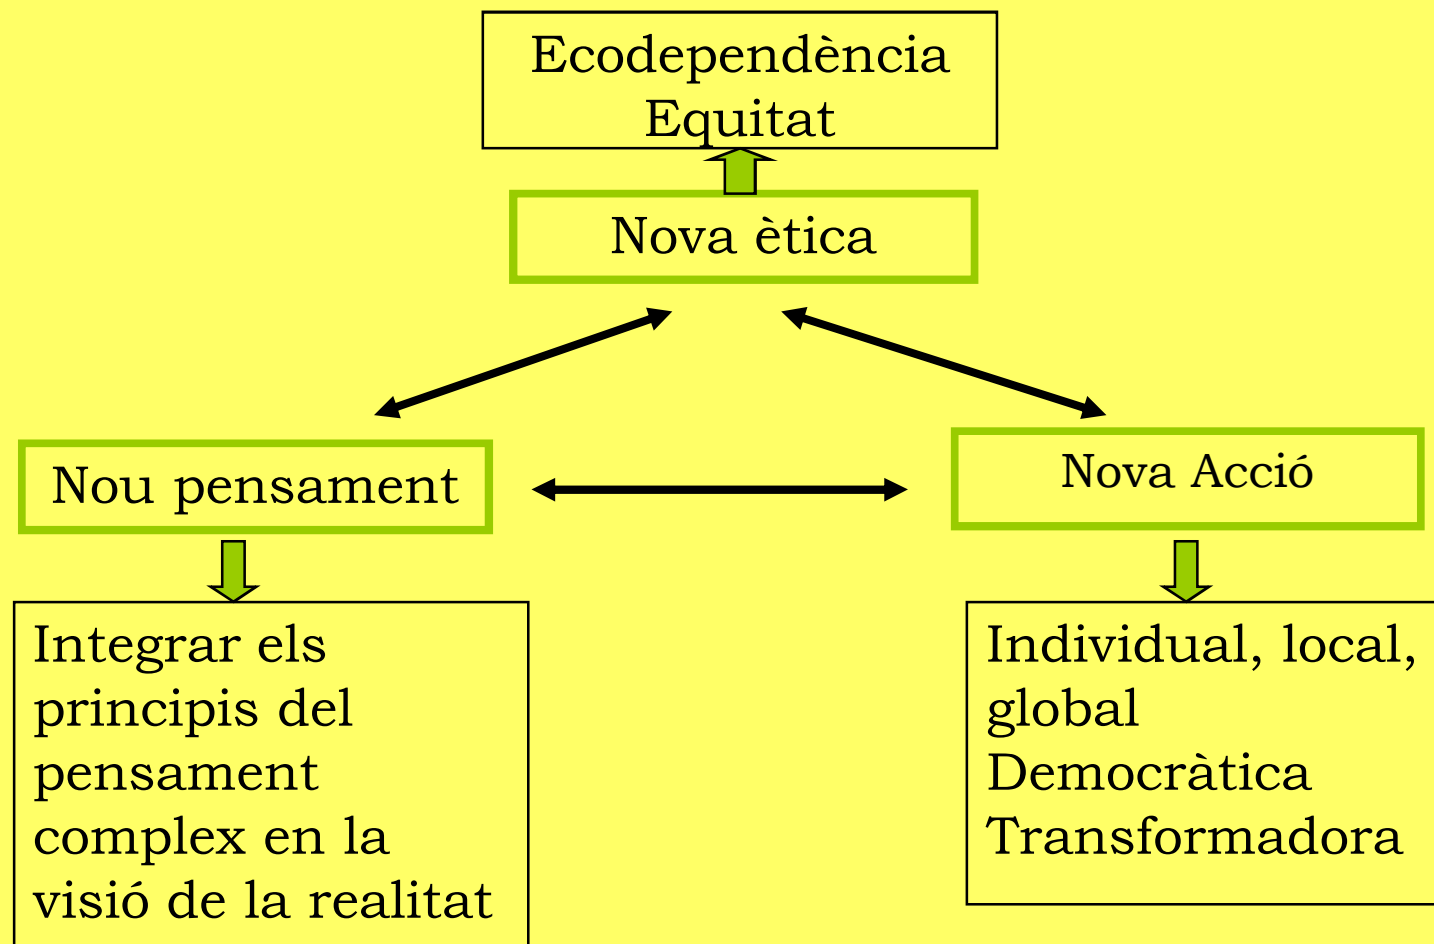 Ecodependència
Equitat
Nova ètica
Nou pensament
Nova Acció
Integrar els
principis del
pensament
complex en la
visió de la realitat
Individual, local,
global
Democràtica
Transformadora